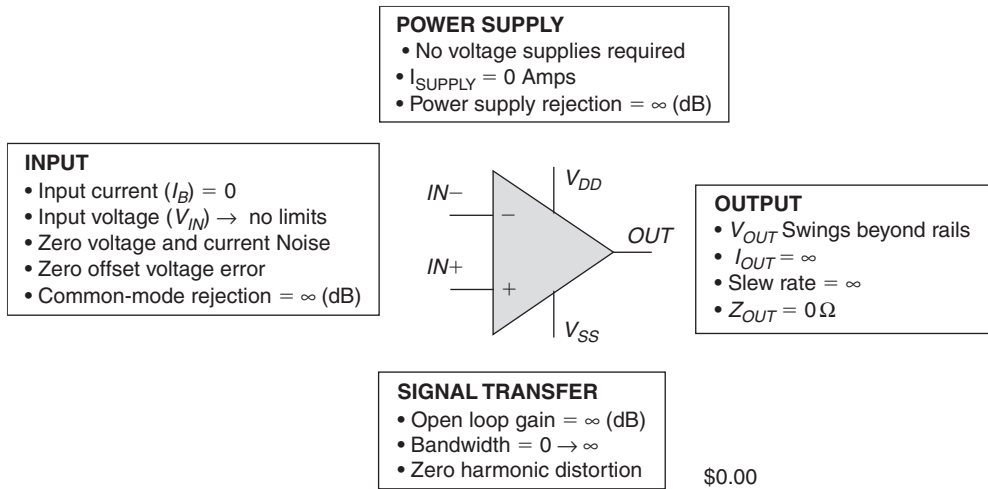 POWER SUPPLY
• No voltage supplies required
• I_SUPPLY = 0 Amps
• Power supply rejection = ∞ (dB)
INPUT
• Input current (I_B) = 0
• Input voltage (V_IN) → no limits
• Zero voltage and current Noise
• Zero offset voltage error
• Common-mode rejection = ∞ (dB)
IN−
−
IN+
+
V_DD
OUT
V_SS
OUTPUT
• V_OUT Swings beyond rails
• I_OUT = ∞
• Slew rate = ∞
• Z_OUT = 0 Ω
SIGNAL TRANSFER
• Open loop gain = ∞ (dB)
• Bandwidth = 0 → ∞
• Zero harmonic distortion
$0.00